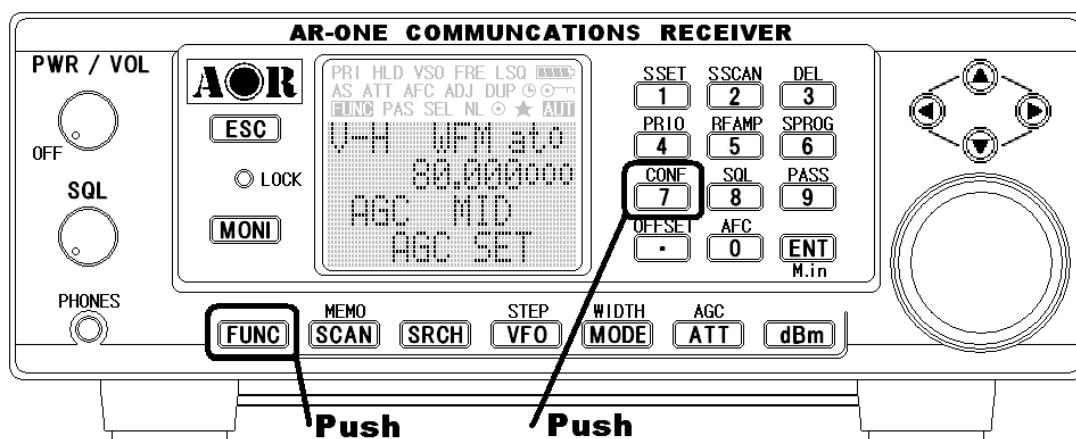 AR-ONE COMMUNCATIONS RECEIVER
PWR / VOL
OFF
SQL
PHONES
AOR
ESC
LOCK
MONI
PRI HLD VSO FRE LSQ
AS ATT AFC ADJ DUP
FUNC PAS SEL NL AUT
V-H WFM ato
80.000000
AGC MID
AGC SET
SSET SSCAN DEL
1 2 3
PRIO RFAMP SPROG
4 5 6
CONF SQL PASS
7 8 9
OFFSET AFC
. 0 ENT
M.in
MEMO STEP WIDTH AGC
FUNC SCAN SRCH VFO MODE ATT dBm
Push Push